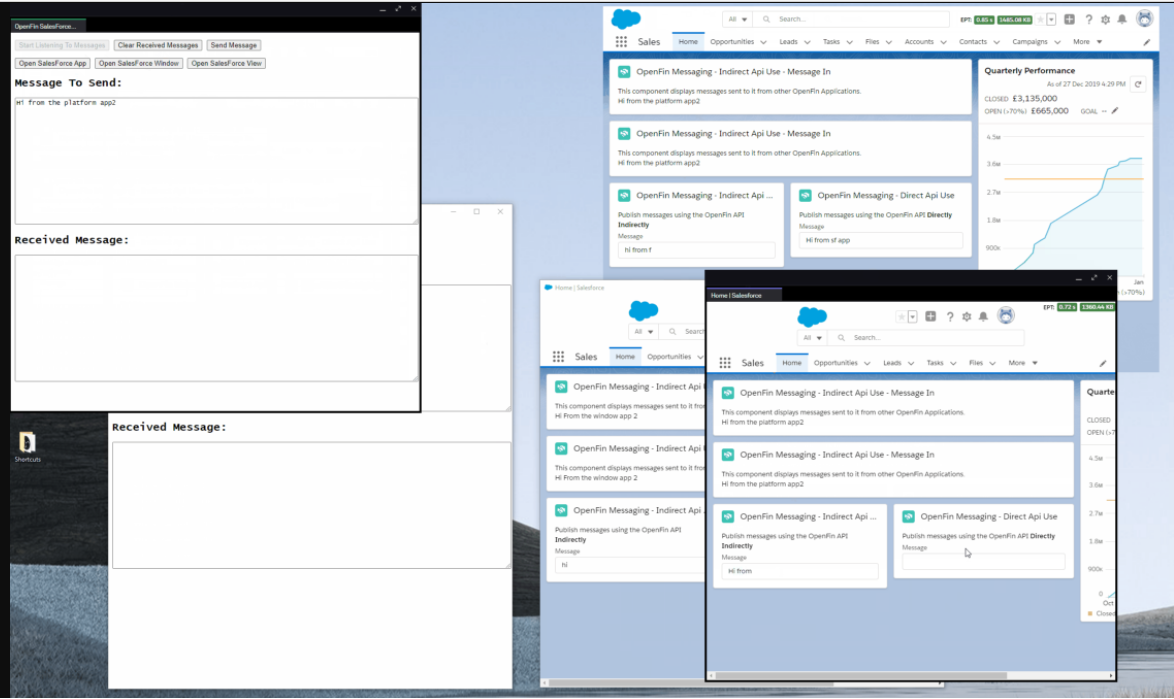 OpenFin SalesForce...
Start Listening To Messages Clear Received Messages Send Message
Open SalesForce App Open SalesForce Window Open SalesForce View
Message To Send:
Hi from the platform app2
Received Message:
Shortcuts
Received Message:
All Search...
EPT: 0.85 s 1485.08 KB
Sales Home Opportunities Leads Tasks Files Accounts Contacts Campaigns More
OpenFin Messaging - Indirect Api Use - Message In
This component displays messages sent to it from other OpenFin Applications.
Hi from the platform app2
OpenFin Messaging - Indirect Api Use - Message In
This component displays messages sent to it from other OpenFin Applications.
Hi from the platform app2
OpenFin Messaging - Indirect Api ...
Publish messages using the OpenFin API
Indirectly
Message
hi from f
OpenFin Messaging - Direct Api Use
Publish messages using the OpenFin API Directly
Message
Hi from sf app
Quarterly Performance
As of 27 Dec 2019 4:29 PM
CLOSED £3,135,000
OPEN (>70%) £665,000 GOAL --
4.5м
3.6м
2.7м
1.8м
900к
Jan
(>70%)
Home | Salesforce
All Search
Sales Home Opportunities
OpenFin Messaging - Indirect Api U
This component displays messages sent to it fro
Hi From the window app 2
OpenFin Messaging - Indirect Api U
This component displays messages sent to it fro
Hi From the window app 2
OpenFin Messaging - Indirect Api
Publish messages using the OpenFin API
Indirectly
Message
hi
Home | Salesforce
EPT: 0.72 s 1360.44 KB
All Search...
Sales Home Opportunities Leads Tasks Files More
OpenFin Messaging - Indirect Api Use - Message In
This component displays messages sent to it from other OpenFin Applications.
Hi from the platform app2
OpenFin Messaging - Indirect Api Use - Message In
This component displays messages sent to it from other OpenFin Applications.
Hi from the platform app2
OpenFin Messaging - Indirect Api ...
Publish messages using the OpenFin API
Indirectly
Message
Hi from
OpenFin Messaging - Direct Api Use
Publish messages using the OpenFin API Directly
Message
Quarte
CLOSED
OPEN (>7
4.5м
3.6м
2.7м
1.8м
900к
0
Oct
Closed